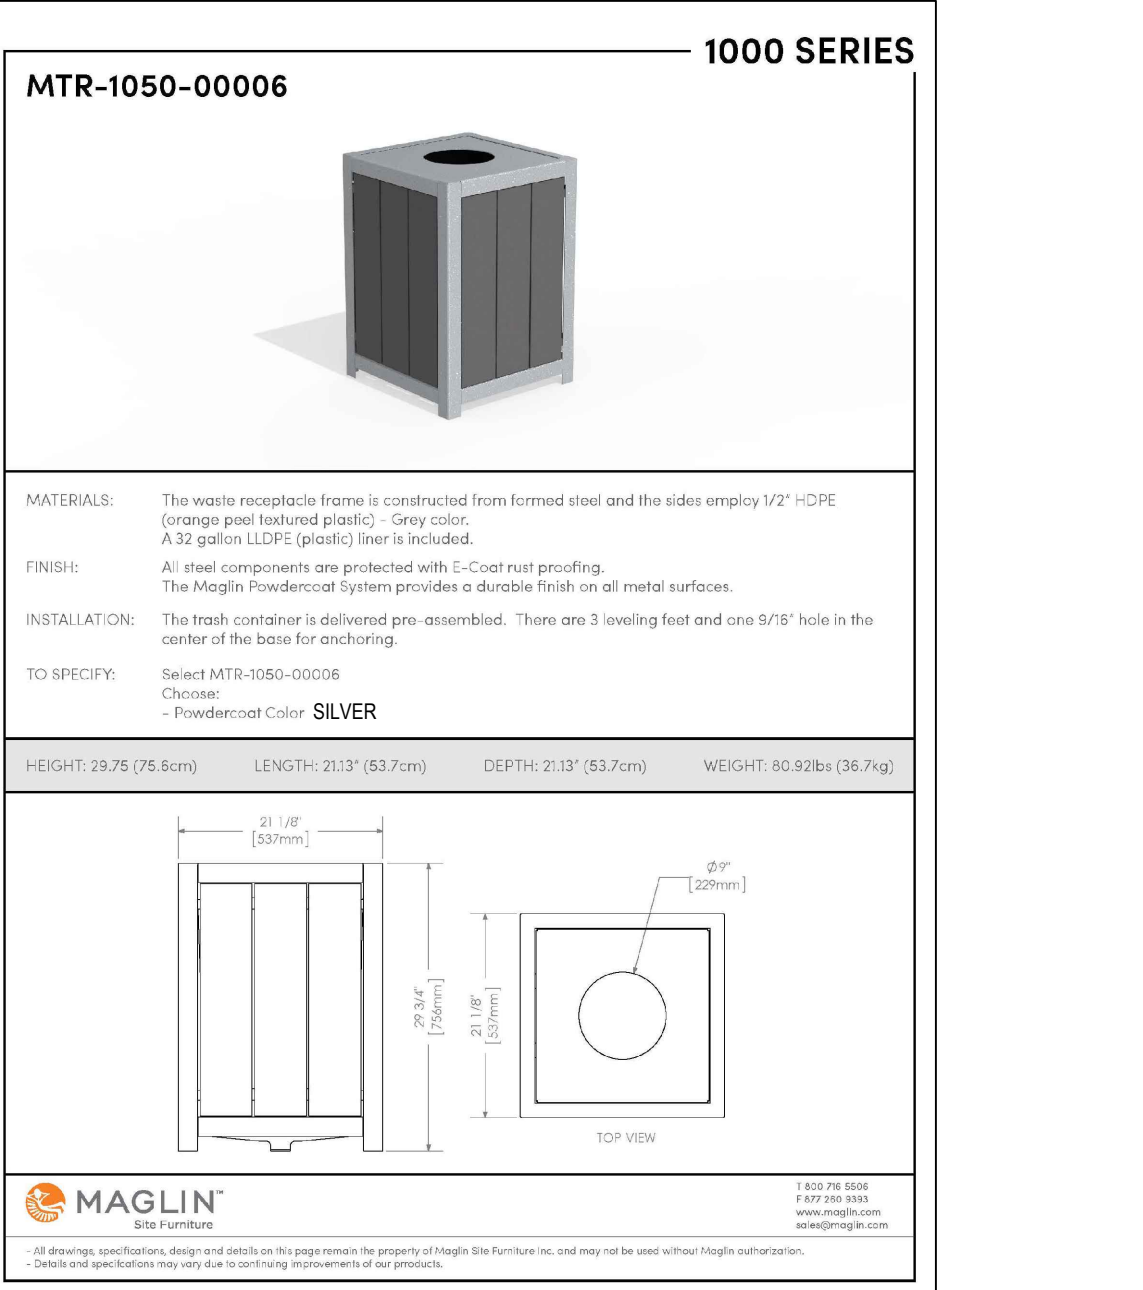 1000 SERIES
MTR-1050-00006
MATERIALS: The waste receptacle frame is constructed from formed steel and the sides employ 1/2" HDPE
(orange peel textured plastic) - Grey color.
A 32 gallon LLDPE (plastic) liner is included.
FINISH: All steel components are protected with E-Coat rust proofing.
The Maglin Powdercoat System provides a durable finish on all metal surfaces.
INSTALLATION: The trash container is delivered pre-assembled. There are 3 leveling feet and one 9/16" hole in the
center of the base for anchoring.
TO SPECIFY: Select MTR-1050-00006
Choose:
- Powdercoat Color SILVER
HEIGHT: 29.75 (75.6cm) LENGTH: 21.13" (53.7cm) DEPTH: 21.13" (53.7cm) WEIGHT: 80.92lbs (36.7kg)
21 1/8"
[537mm]
29 3/4"
[756mm]
21 1/8"
[537mm]
Ø9"
[229mm]
TOP VIEW
MAGLIN™
Site Furniture
T 800 716 5506
F 877 260 9393
www.maglin.com
sales@maglin.com
- All drawings, specifications, design and details on this page remain the property of Maglin Site Furniture Inc. and may not be used without Maglin authorization.
- Details and specifcations may vary due to continuing improvements of our prroducts.